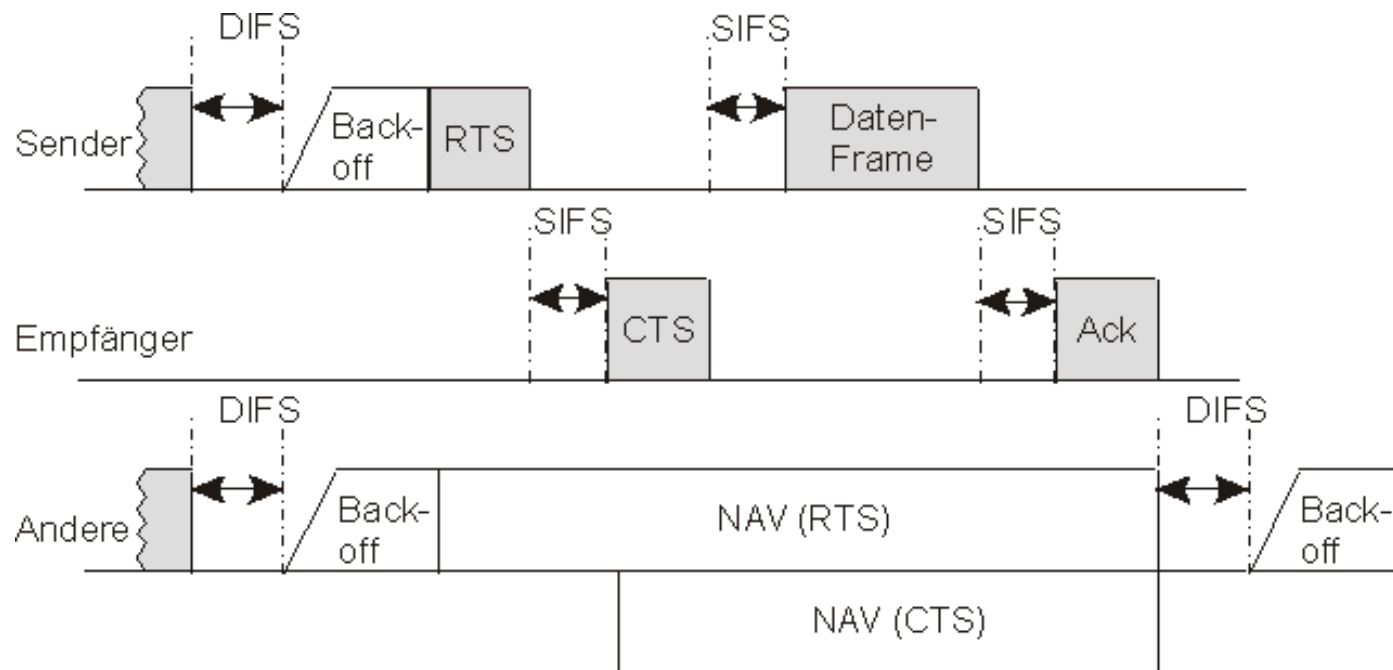 DIFS
SIFS
Sender
Back-
off
RTS
Daten-
Frame
SIFS
SIFS
Empfänger
CTS
Ack
DIFS
DIFS
Andere
Back-
off
NAV (RTS)
Back-
off
NAV (CTS)